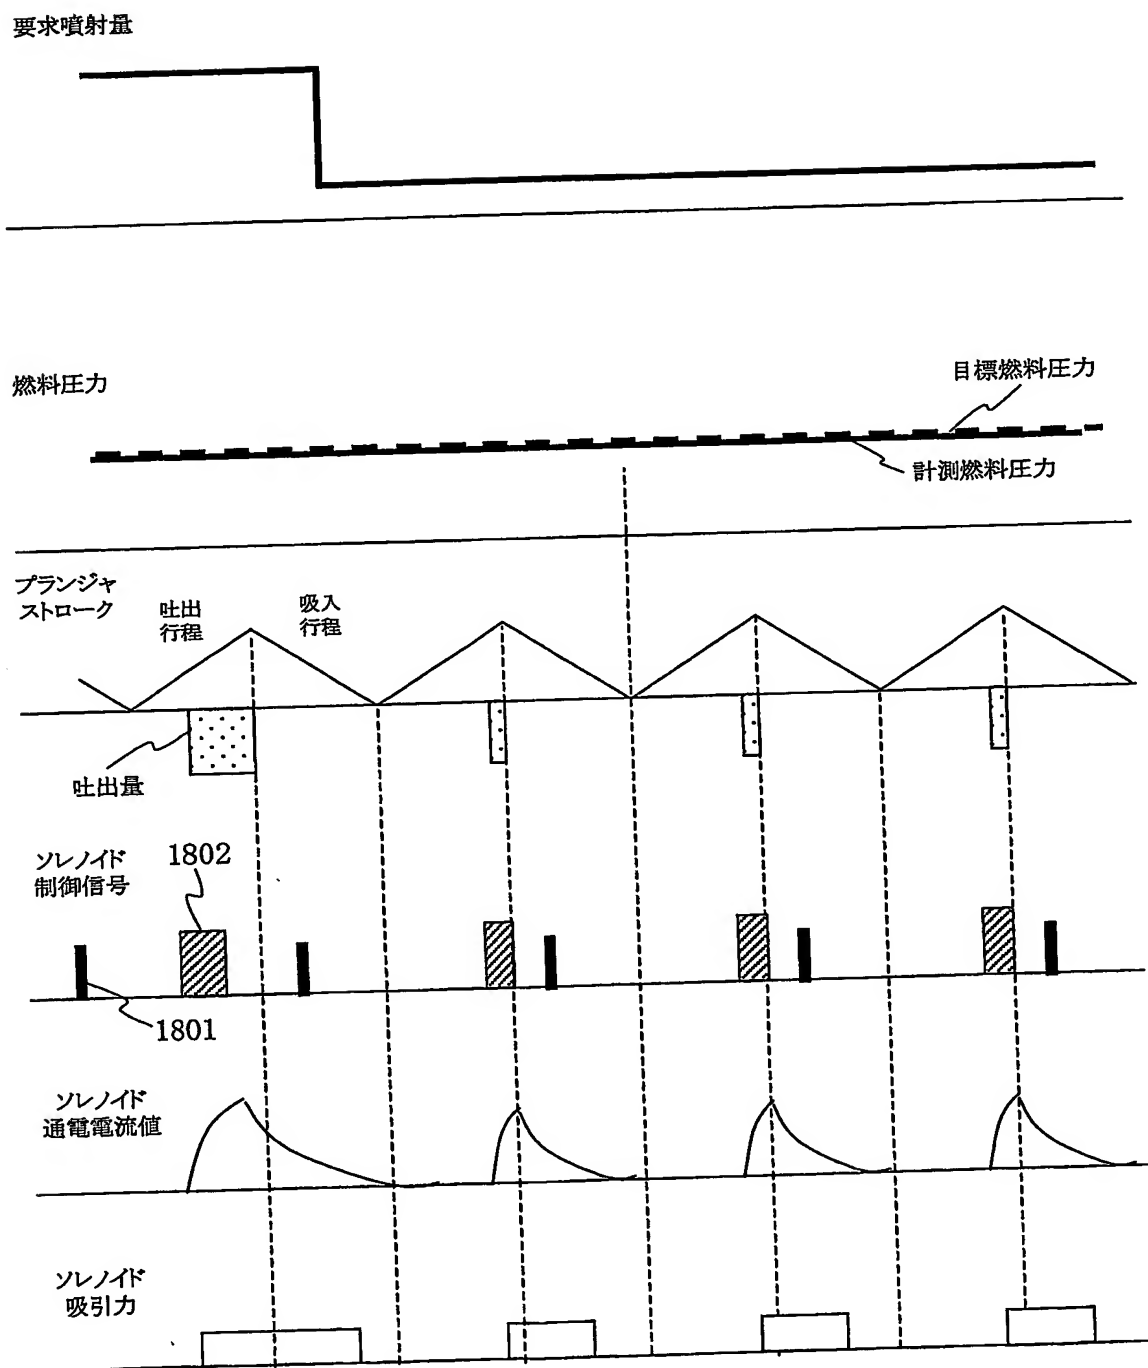 要求噴射量
燃料圧力
目標燃料圧力
計測燃料圧力
プランジャ
ストローク
吐出
行程
吸入
行程
吐出量
ソレノイド
制御信号
1802
1801
ソレノイド
通電電流値
ソレノイド
吸引力